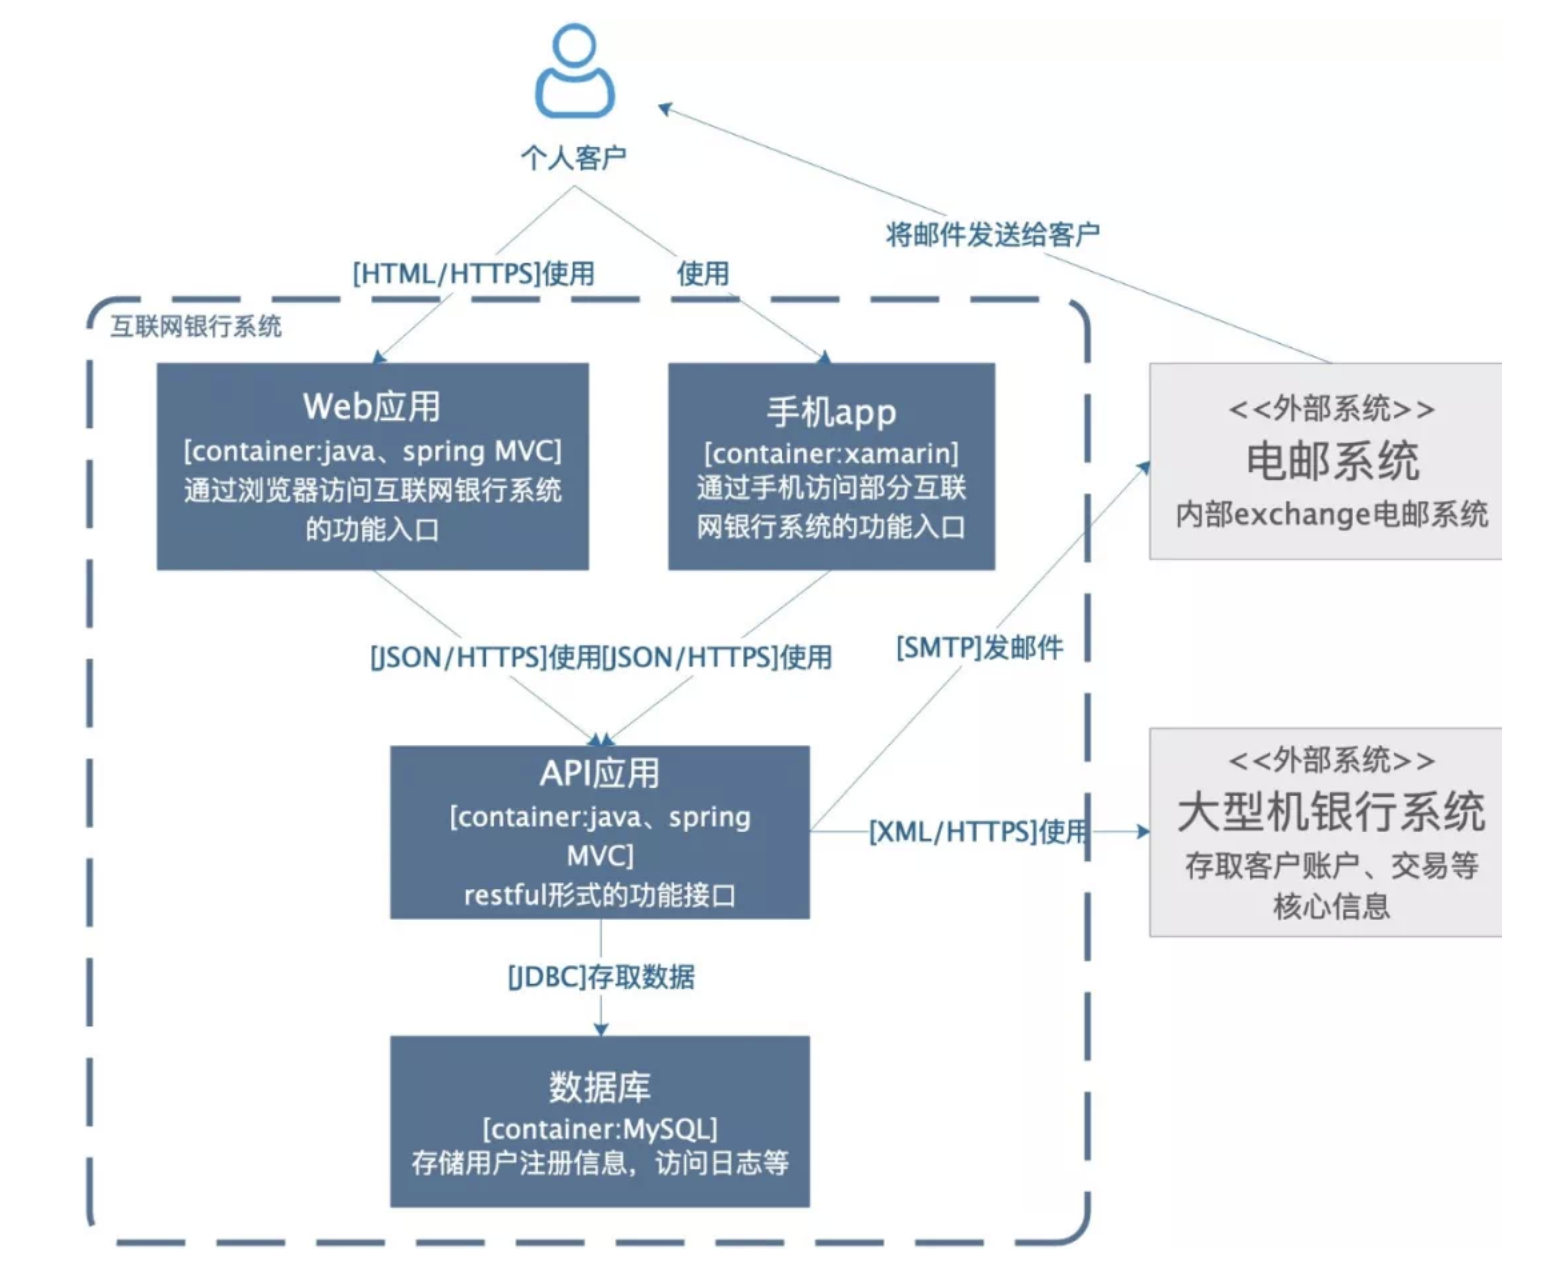 个人客户
将邮件发送给客户
[HTML/HTTPS]使用
使用
互联网银行系统
Web应用
[container:java、spring MVC]
通过浏览器访问互联网银行系统
的功能入口
手机app
[container:xamarin]
通过手机访问部分互联
网银行系统的功能入口
<<外部系统>>
电邮系统
内部exchange电邮系统
[JSON/HTTPS]使用
[JSON/HTTPS]使用
[SMTP]发邮件
API应用
[container:java、spring
MVC]
restful形式的功能接口
[XML/HTTPS]使用
<<外部系统>>
大型机银行系统
存取客户账户、交易等
核心信息
[JDBC]存取数据
数据库
[container:MySQL]
存储用户注册信息，访问日志等